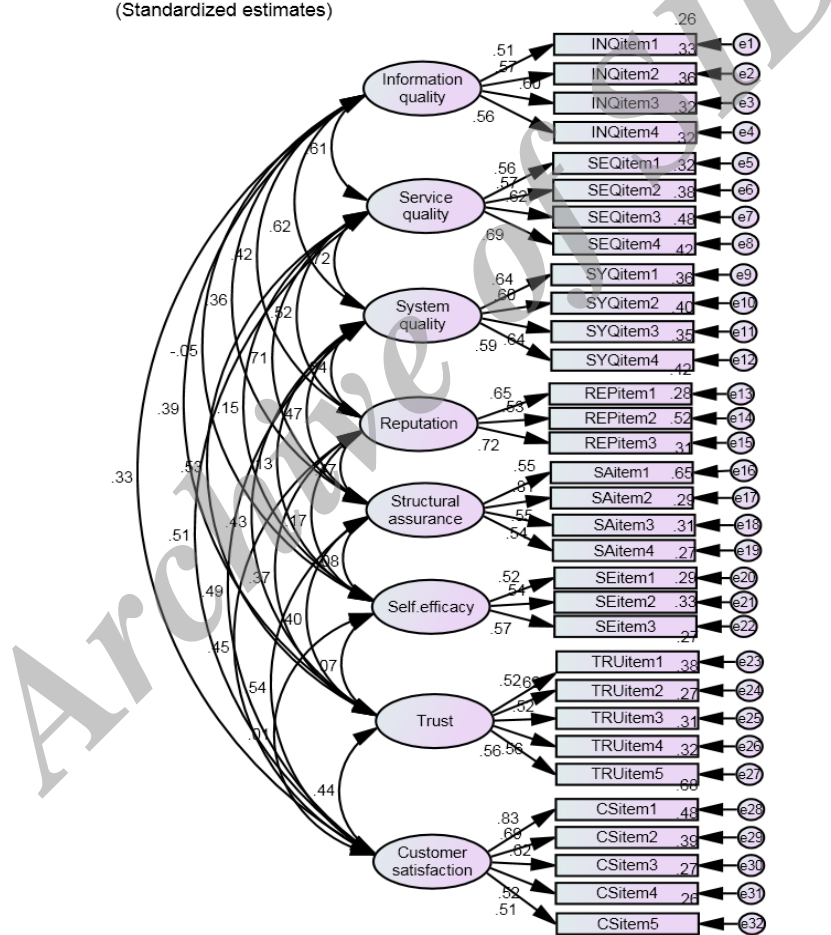 (Standardized estimates)
.26
.51
INQitem1
.33
e1
Information
quality
.57
INQitem2
.36
e2
.60
INQitem3
.32
e3
.56
INQitem4
.32
e4
.61
.56
SEQitem1
.32
e5
Service
quality
.57
SEQitem2
.38
e6
.62
SEQitem3
.48
e7
.69
SEQitem4
.42
e8
.62
.42
.72
.64
SYQitem1
.36
e9
System
quality
.60
SYQitem2
.40
e10
.36
.52
.64
SYQitem3
.35
e11
.59
SYQitem4
.42
e12
-.05
.71
.65
REPitem1
.28
e13
Reputation
.53
REPitem2
.52
e14
.39
.15
.47
.72
REPitem3
.31
e15
.33
.53
.13
.55
SAitem1
.65
e16
Structural
assurance
.81
SAitem2
.29
e17
.51
.43
.17
.55
SAitem3
.31
e18
.54
SAitem4
.27
e19
.08
.49
.37
.52
SEitem1
.29
e20
Self.efficacy
.54
SEitem2
.33
e21
.40
.57
SEitem3
.27
e22
.45
.07
TRUitem1
.38
e23
.54
.52
TRUitem2
.27
e24
Trust
.52
TRUitem3
.31
e25
.01
TRUitem4
.32
e26
.56
.56
TRUitem5
.68
e27
.44
.83
CSitem1
.48
e28
.69
CSitem2
.39
e29
Customer
satisfaction
.62
CSitem3
.27
e30
.52
CSitem4
.26
e31
.51
CSitem5
e32
Archive of SID